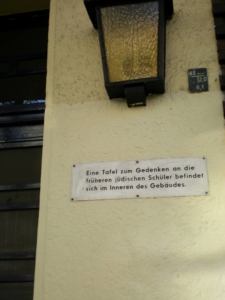 Eine Tafel zum Gedenken an die
früheren jüdischen Schüler befindet
sich im Inneren des Gebäudes.